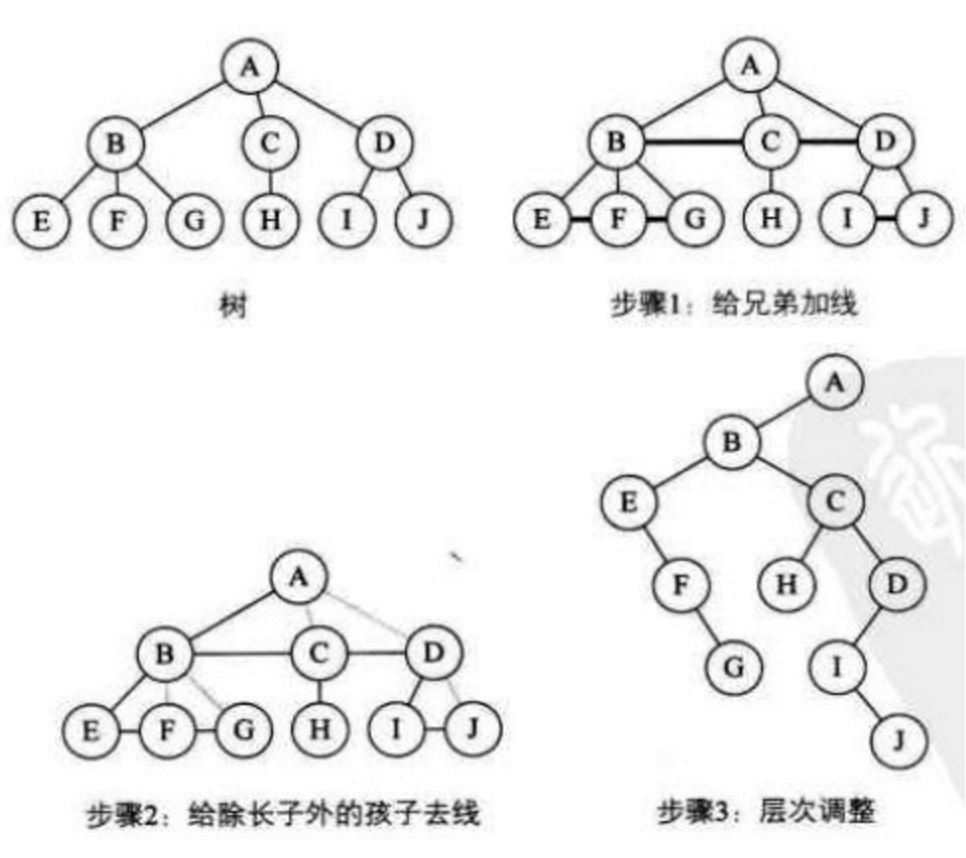 A
B C D
E F G H I J
树
A
B C D
E F G H I J
步骤1：给兄弟加线
A
B C D
E F G H I J
步骤2：给除长子外的孩子去线
A
B
E C
F H D
G I
J
步骤3：层次调整